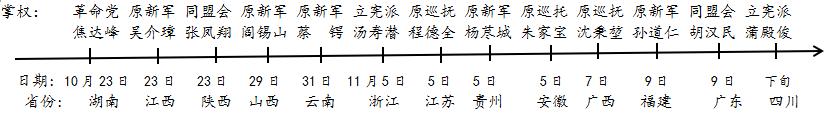 掌权： 革命党 原新军 同盟会 原新军 原新军 立宪派 原巡抚 原新军 原巡抚 原巡抚 原新军 同盟会 立宪派
焦达峰 吴介璋 张凤翔 阎锡山 蔡 锷 汤寿潜 程德全 杨荩城 朱家宝 沈秉堃 孙道仁 胡汉民 蒲殿俊
日期：10月23日 23日 23日 29日 31日 11月5日 5日 5日 5日 7日 9日 9日 下旬
省份： 湖南 江西 陕西 山西 云南 浙江 江苏 贵州 安徽 广西 福建 广东 四川